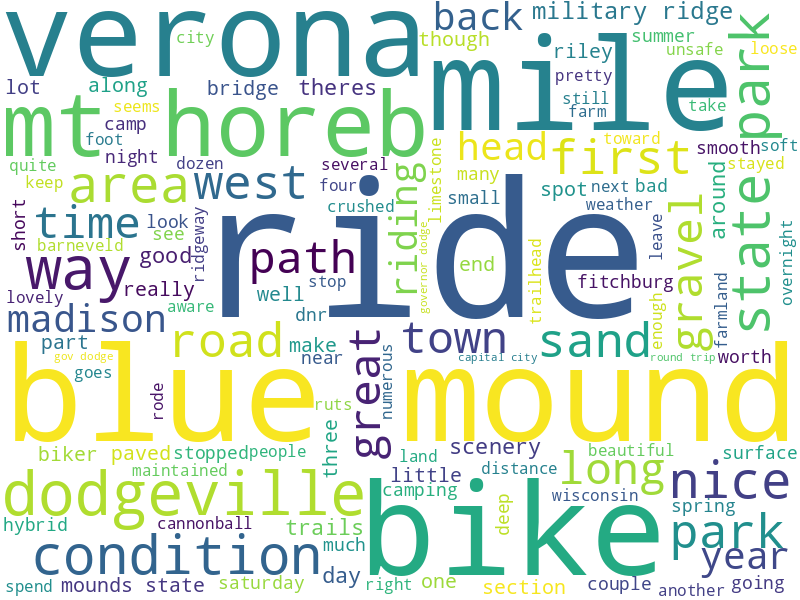 verona
city
back
military ridge
though
riley
summer
unsafe
loose
mile
pretty
state park
lot
along
bridge
theres
seems
still
farm
take
mt horeb
camp
foot
night
dozen
several
head
first
toward
smooth
soft
quite
keep
area
west
four
crushed
riding
limestone
many
small
spot
next
bad
weather
around
stayed
short
time
look
ridgeway
ride
barneveld
see
good
path
end
leave
overnight
way
really
well
stop
governor dodge
trailhead
fitchburg
gravel
lovely
aware
dnr
madison
part
road
make
near
great
numerous
town
sand
enough
farmland
worth
gov dodge
goes
capital city
round trip
blue mound
rode
ruts
biker
paved
stopped
people
three
land
scenery
beautiful
surface
maintained
little
distance
long
nice
dodgeville
camping
bike
deep
wisconsin
spring
hybrid
cannonball
trails
park
condition
much
year
spend
mounds state
saturday
day
right
one
section
couple
another
going